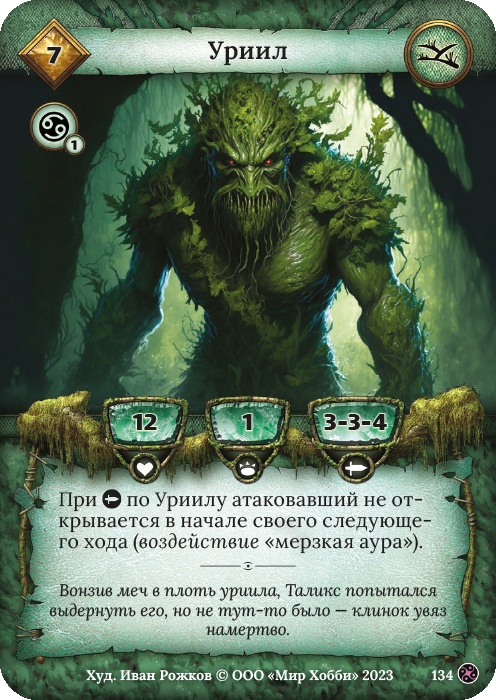 7
Уриил
1
12
1
3-3-4
При по Уриилу атаковавший не от-
крывается в начале своего следующе-
го хода (воздействие «мерзкая аура»).
Вонзив меч в плоть уриила, Таликс попытался
выдернуть его, но не тут-то было — клинок увяз
намертво.
Худ. Иван Рожков © ООО «Мир Хобби» 2023
134